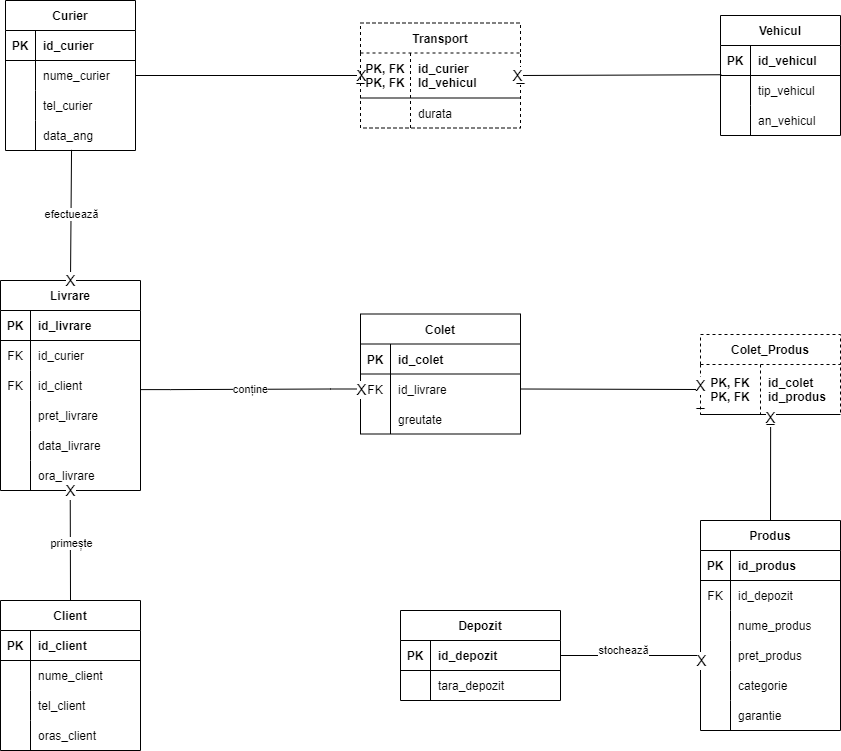 Curier
PK id_curier
nume_curier
tel_curier
data_ang
Transport
PK, FK id_curier
PK, FK Id_vehicul
durata
Vehicul
PK id_vehicul
tip_vehicul
an_vehicul
X
X
efectuează
X
Livrare
PK id_livrare
FK id_curier
FK id_client
pret_livrare
data_livrare
ora_livrare
X
conține
Colet
PK id_colet
X FK id_livrare
greutate
Colet_Produs
X PK, FK id_colet
PK, FK id_produs
X
primește
Client
PK id_client
nume_client
tel_client
oras_client
Depozit
PK id_depozit
tara_depozit
stochează
X
Produs
PK id_produs
FK id_depozit
nume_produs
pret_produs
categorie
garantie